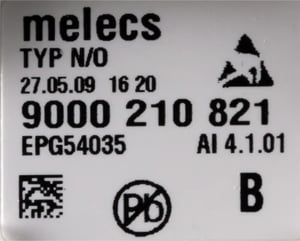 melecs
TYP N/O
27.05.09 16 20
9000 210 821
EPG54035 AI 4.1.01
Pb B